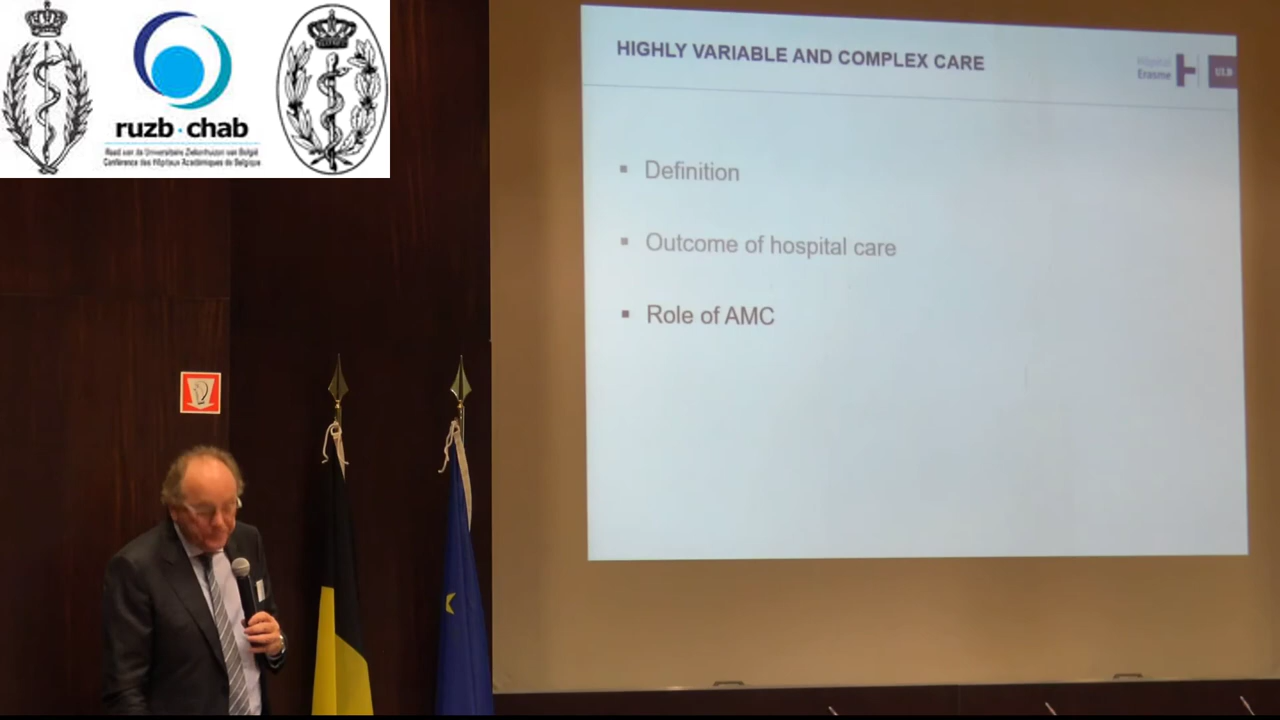 ruzb·chab
Raad van de Universitaire Ziekenhuizen van België
Conférence des Hôpitaux Académiques de Belgique
HIGHLY VARIABLE AND COMPLEX CARE
Hôpital
Erasme
ULB
▪ Definition
▪ Outcome of hospital care
▪ Role of AMC